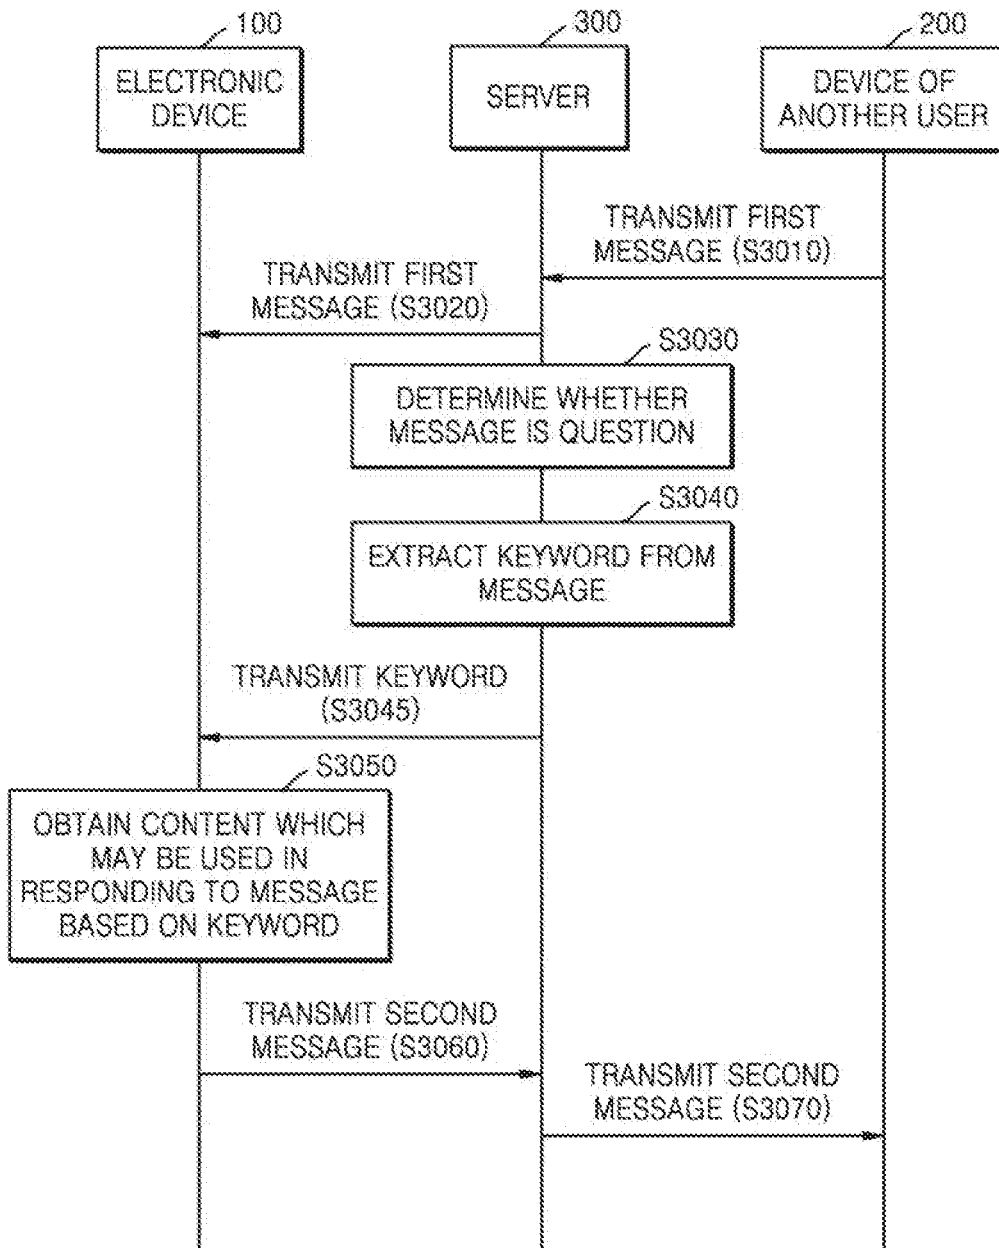 100
300
200
ELECTRONIC
DEVICE
SERVER
DEVICE OF
ANOTHER USER
TRANSMIT FIRST
MESSAGE (S3010)
TRANSMIT FIRST
MESSAGE (S3020)
S3030
DETERMINE WHETHER
MESSAGE IS QUESTION
S3040
EXTRACT KEYWORD FROM
MESSAGE
TRANSMIT KEYWORD
(S3045)
S3050
OBTAIN CONTENT WHICH
MAY BE USED IN
RESPONDING TO MESSAGE
BASED ON KEYWORD
TRANSMIT SECOND
MESSAGE (S3060)
TRANSMIT SECOND
MESSAGE (S3070)